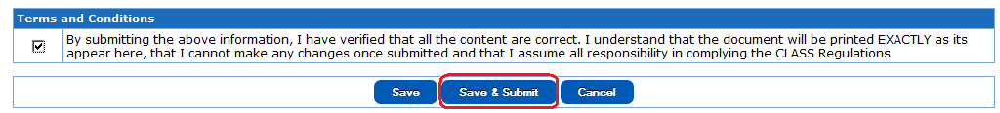 Terms and Conditions
By submitting the above information, I have verified that all the content are correct. I understand that the document will be printed EXACTLY as its
appear here, that I cannot make any changes once submitted and that I assume all responsibility in complying the CLASS Regulations
Save Save & Submit Cancel